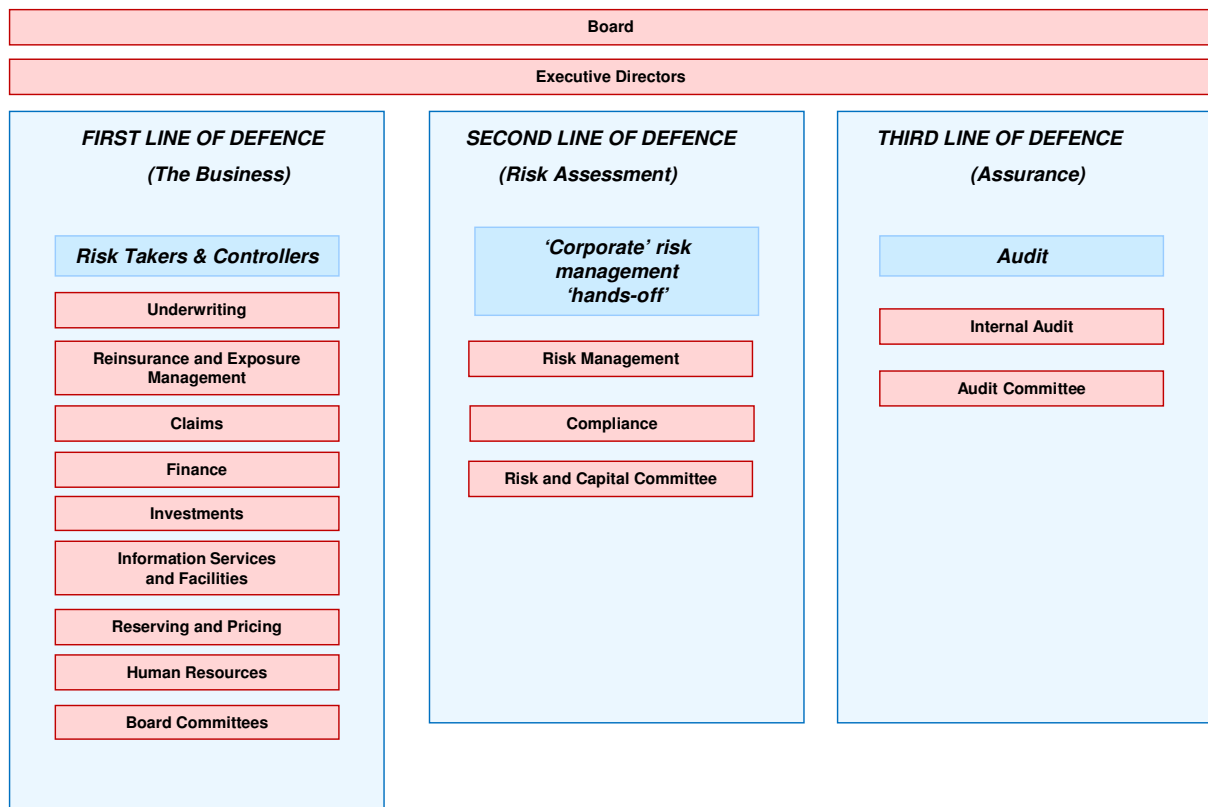 Board
Executive Directors
FIRST LINE OF DEFENCE
(The Business)
Risk Takers & Controllers
Underwriting
Reinsurance and Exposure
Management
Claims
Finance
Investments
Information Services
and Facilities
Reserving and Pricing
Human Resources
Board Committees
SECOND LINE OF DEFENCE
(Risk Assessment)
‘Corporate’ risk
management
‘hands-off’
Risk Management
Compliance
Risk and Capital Committee
THIRD LINE OF DEFENCE
(Assurance)
Audit
Internal Audit
Audit Committee